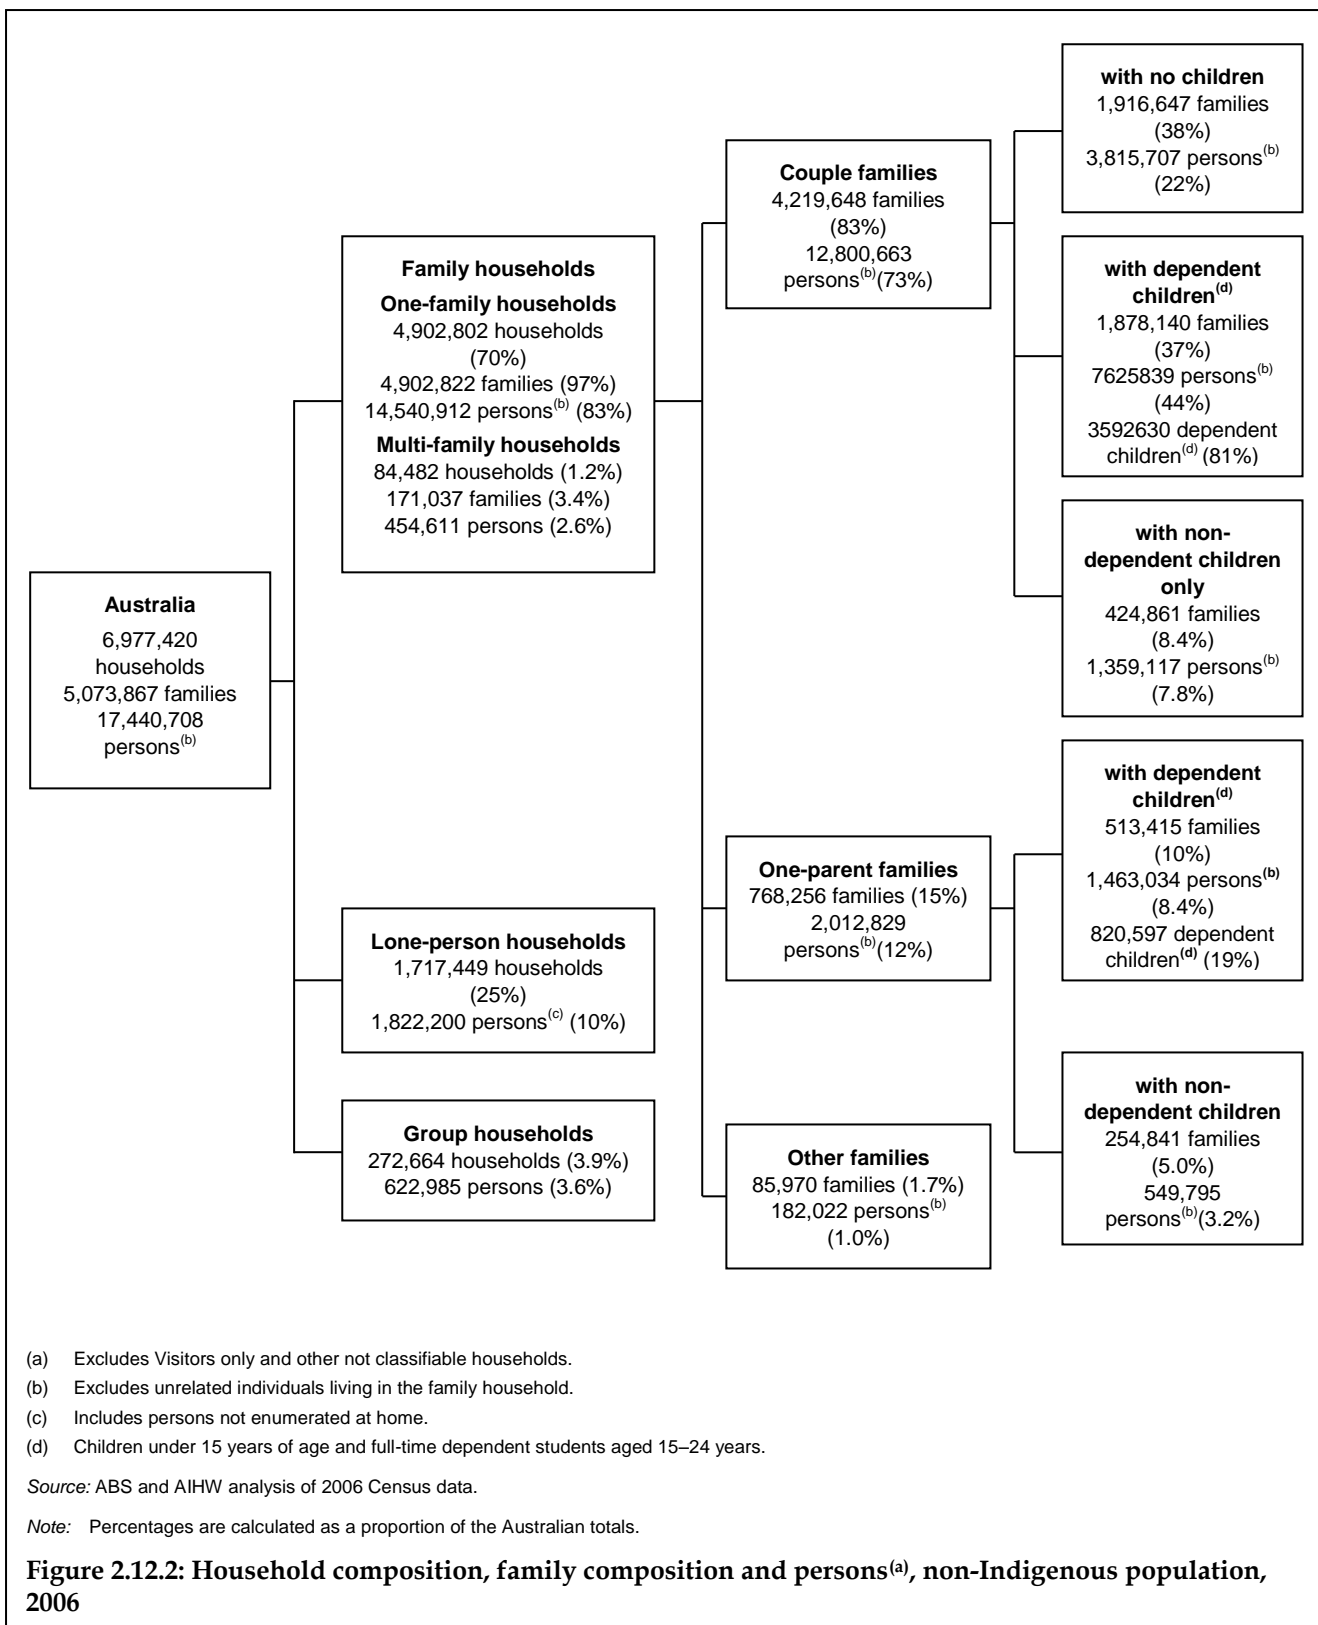 Australia
6,977,420
households
5,073,867 families
17,440,708
persons(b)
Family households
One-family households
4,902,802 households
(70%)
4,902,822 families (97%)
14,540,912 persons(b) (83%)
Multi-family households
84,482 households (1.2%)
171,037 families (3.4%)
454,611 persons (2.6%)
Lone-person households
1,717,449 households
(25%)
1,822,200 persons(c) (10%)
Group households
272,664 households (3.9%)
622,985 persons (3.6%)
Couple families
4,219,648 families
(83%)
12,800,663
persons(b)(73%)
One-parent families
768,256 families (15%)
2,012,829
persons(b)(12%)
Other families
85,970 families (1.7%)
182,022 persons(b)
(1.0%)
with no children
1,916,647 families
(38%)
3,815,707 persons(b)
(22%)
with dependent
children(d)
1,878,140 families
(37%)
7625839 persons(b)
(44%)
3592630 dependent
children(d) (81%)
with non-
dependent children
only
424,861 families
(8.4%)
1,359,117 persons(b)
(7.8%)
with dependent
children(d)
513,415 families
(10%)
1,463,034 persons(b)
(8.4%)
820,597 dependent
children(d) (19%)
with non-
dependent children
254,841 families
(5.0%)
549,795
persons(b)(3.2%)
(a) Excludes Visitors only and other not classifiable households.
(b) Excludes unrelated individuals living in the family household.
(c) Includes persons not enumerated at home.
(d) Children under 15 years of age and full-time dependent students aged 15–24 years.
Source: ABS and AIHW analysis of 2006 Census data.
Note: Percentages are calculated as a proportion of the Australian totals.
Figure 2.12.2: Household composition, family composition and persons(a), non-Indigenous population,
2006